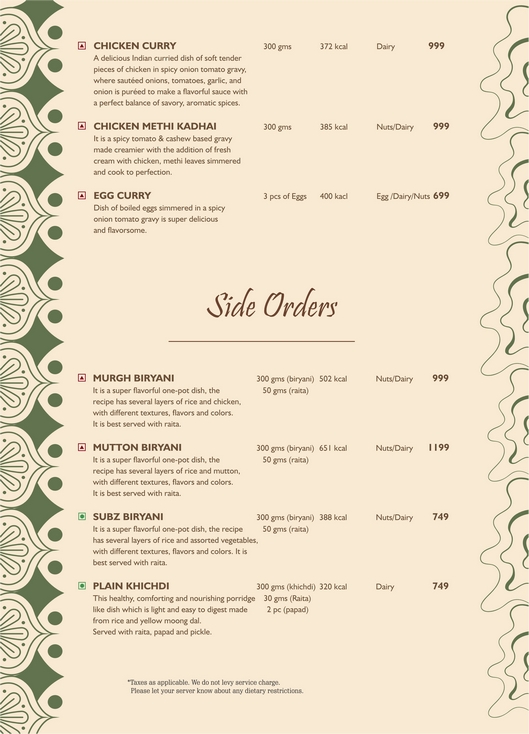 CHICKEN CURRY 300 gms 372 kcal Dairy 999
A delicious Indian curried dish of soft tender
pieces of chicken in spicy onion tomato gravy,
where sautéed onions, tomatoes, garlic, and
onion is puréed to make a flavorful sauce with
a perfect balance of savory, aromatic spices.
CHICKEN METHI KADHAI 300 gms 385 kcal Nuts/Dairy 999
It is a spicy tomato & cashew based gravy
made creamier with the addition of fresh
cream with chicken, methi leaves simmered
and cook to perfection.
EGG CURRY 3 pcs of Eggs 400 kacl Egg /Dairy/Nuts 699
Dish of boiled eggs simmered in a spicy
onion tomato gravy is super delicious
and flavorsome.
Side Orders
MURGH BIRYANI 300 gms (biryani) 502 kcal Nuts/Dairy 999
It is a super flavorful one-pot dish, the 50 gms (raita)
recipe has several layers of rice and chicken,
with different textures, flavors and colors.
It is best served with raita.
MUTTON BIRYANI 300 gms (biryani) 651 kcal Nuts/Dairy 1199
It is a super flavorful one-pot dish, the 50 gms (raita)
recipe has several layers of rice and mutton,
with different textures, flavors and colors.
It is best served with raita.
SUBZ BIRYANI 300 gms (biryani) 388 kcal Nuts/Dairy 749
It is a super flavorful one-pot dish, the recipe 50 gms (raita)
has several layers of rice and assorted vegetables,
with different textures, flavors and colors. It is
best served with raita.
PLAIN KHICHDI 300 gms (khichdi) 320 kcal Dairy 749
This healthy, comforting and nourishing porridge 30 gms (Raita)
like dish which is light and easy to digest made 2 pc (papad)
from rice and yellow moong dal.
Served with raita, papad and pickle.
*Taxes as applicable. We do not levy service charge.
Please let your server know about any dietary restrictions.